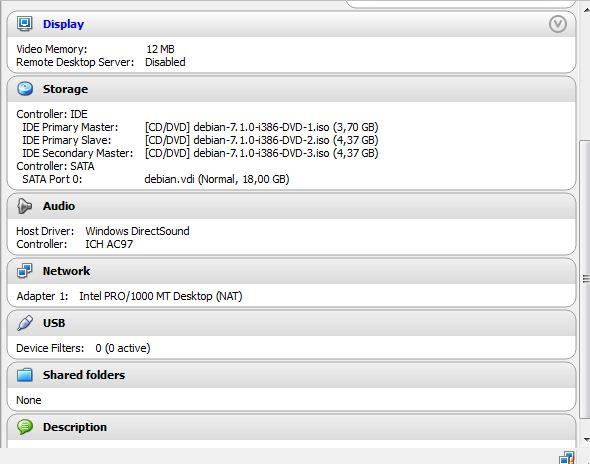 Display
Video Memory: 12 MB
Remote Desktop Server: Disabled
Storage
Controller: IDE
IDE Primary Master: [CD/DVD] debian-7.1.0-i386-DVD-1.iso (3,70 GB)
IDE Primary Slave: [CD/DVD] debian-7.1.0-i386-DVD-2.iso (4,37 GB)
IDE Secondary Master: [CD/DVD] debian-7.1.0-i386-DVD-3.iso (4,37 GB)
Controller: SATA
SATA Port 0: debian.vdi (Normal, 18,00 GB)
Audio
Host Driver: Windows DirectSound
Controller: ICH AC97
Network
Adapter 1: Intel PRO/1000 MT Desktop (NAT)
USB
Device Filters: 0 (0 active)
Shared folders
None
Description